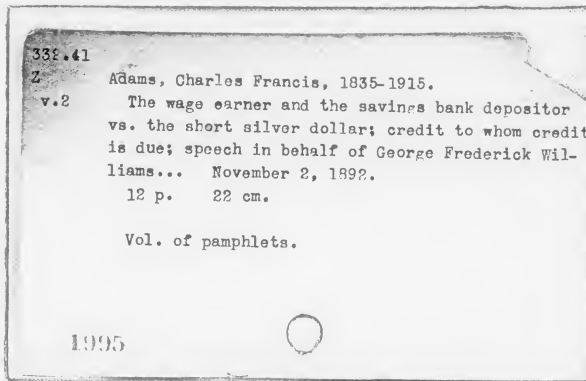 332.41
Z Adams, Charles Francis, 1835-1915.
v.2 The wage earner and the savings bank depositor
vs. the short silver dollar; credit to whom credit
is due; speech in behalf of George Frederick Wil-
liams... November 2, 1892.
12 p. 22 cm.
Vol. of pamphlets.
1995